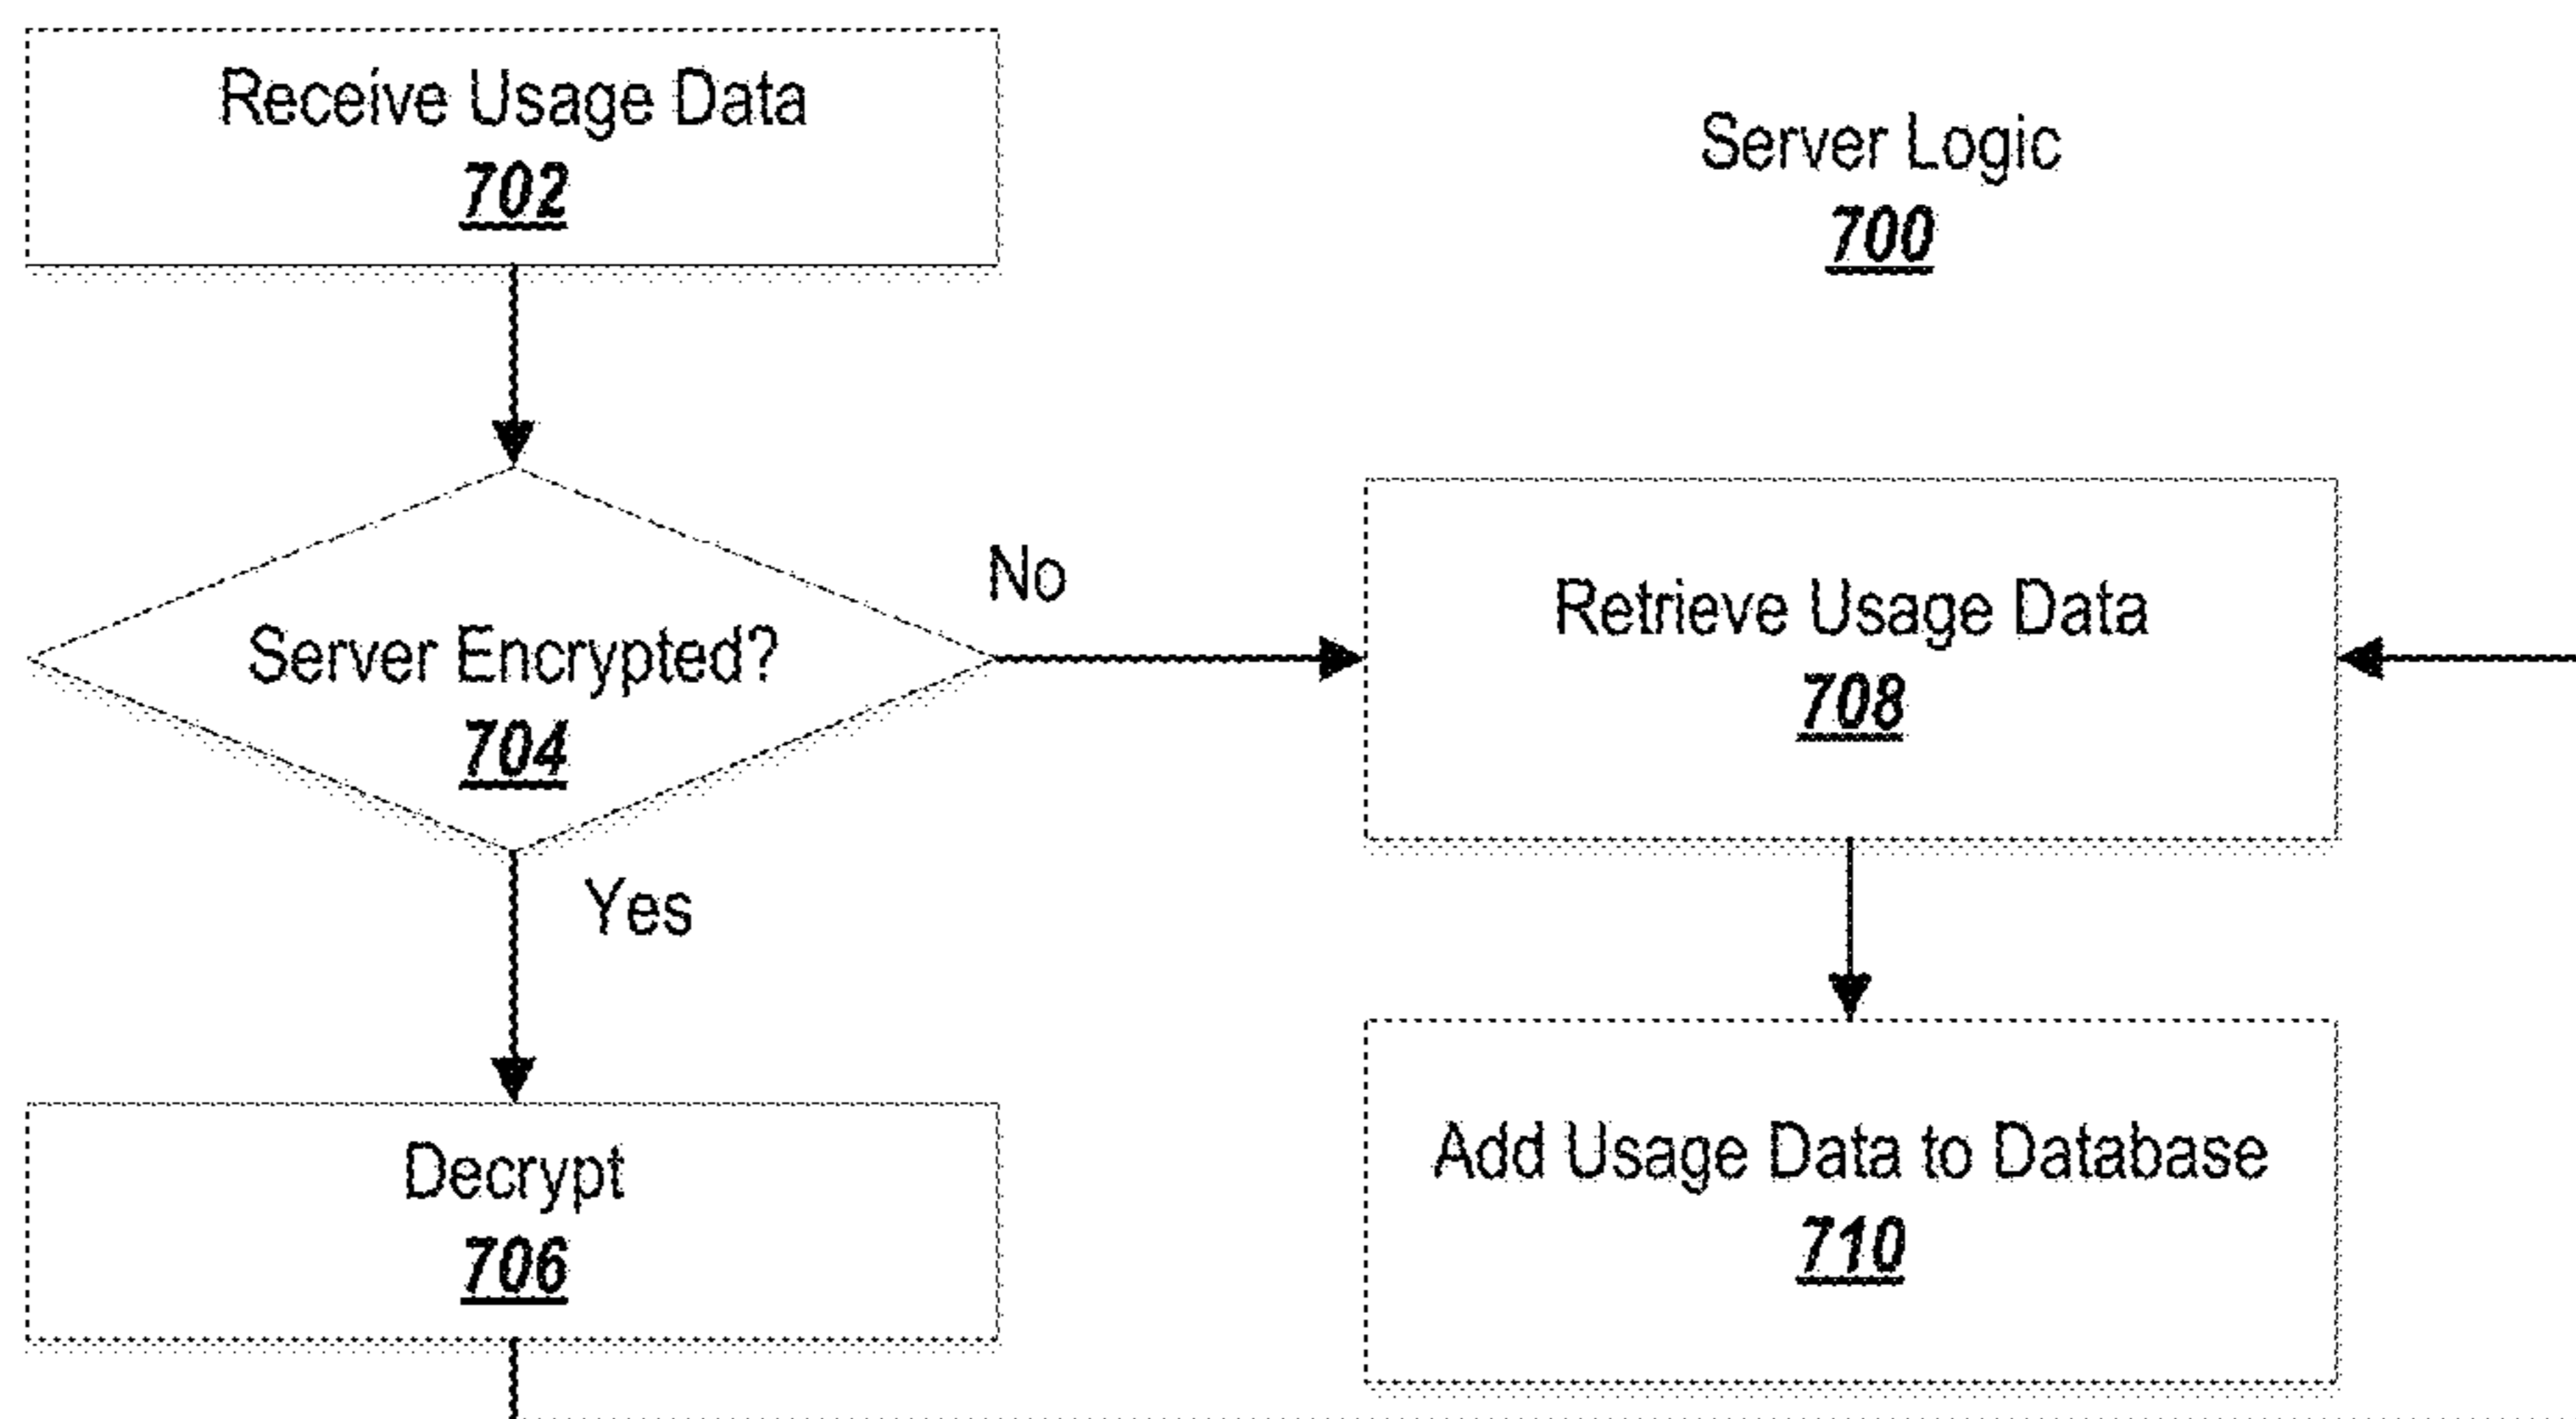 Receive Usage Data
702
Server Logic
700
Server Encrypted?
704
No
Yes
Retrieve Usage Data
708
Decrypt
706
Add Usage Data to Database
710